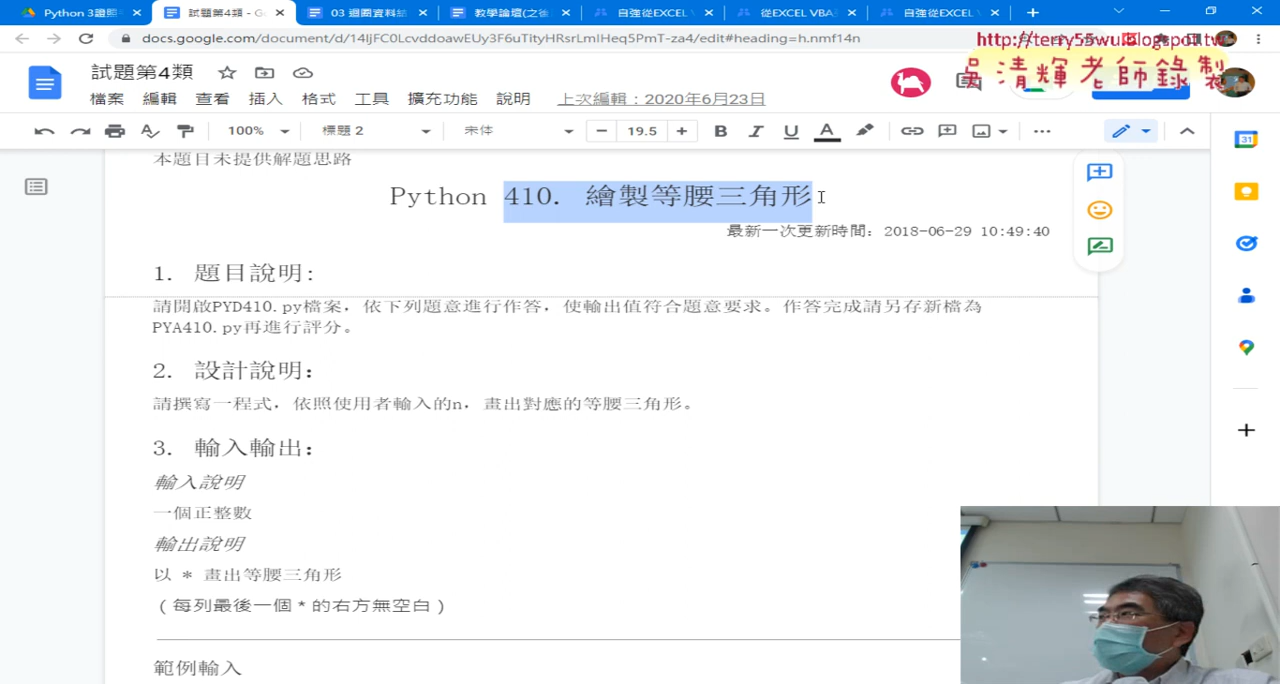 Python 3證照
試題第4類 - G
03 迴圈資料結
教學論壇(之後
自強從EXCEL
從EXCEL VBA
自強從EXCEL
docs.google.com/document/d/14IjFC0LcvddoawEUy3F6uTityHRsrLmIHeq5PmT-za4/edit#heading=h.nmf14n
http://terry55wu.blogspot.tw
吳清輝老師錄製
試題第4類
檔案 編輯 查看 插入 格式 工具 擴充功能 說明 上次編輯：2020年6月23日
100% 標題 2 宋体 19.5 B I U A
本題目未提供解題思路
Python 410. 繪製等腰三角形
最新一次更新時間: 2018-06-29 10:49:40
1. 題目說明:
請開啟PYD410.py檔案，依下列題意進行作答，使輸出值符合題意要求。作答完成請另存新檔為
PYA410.py再進行評分。
2. 設計說明：
請撰寫一程式，依照使用者輸入的n，畫出對應的等腰三角形。
3. 輸入輸出：
輸入說明
一個正整數
輸出說明
以 * 畫出等腰三角形
（每列最後一個 * 的右方無空白）
範例輸入